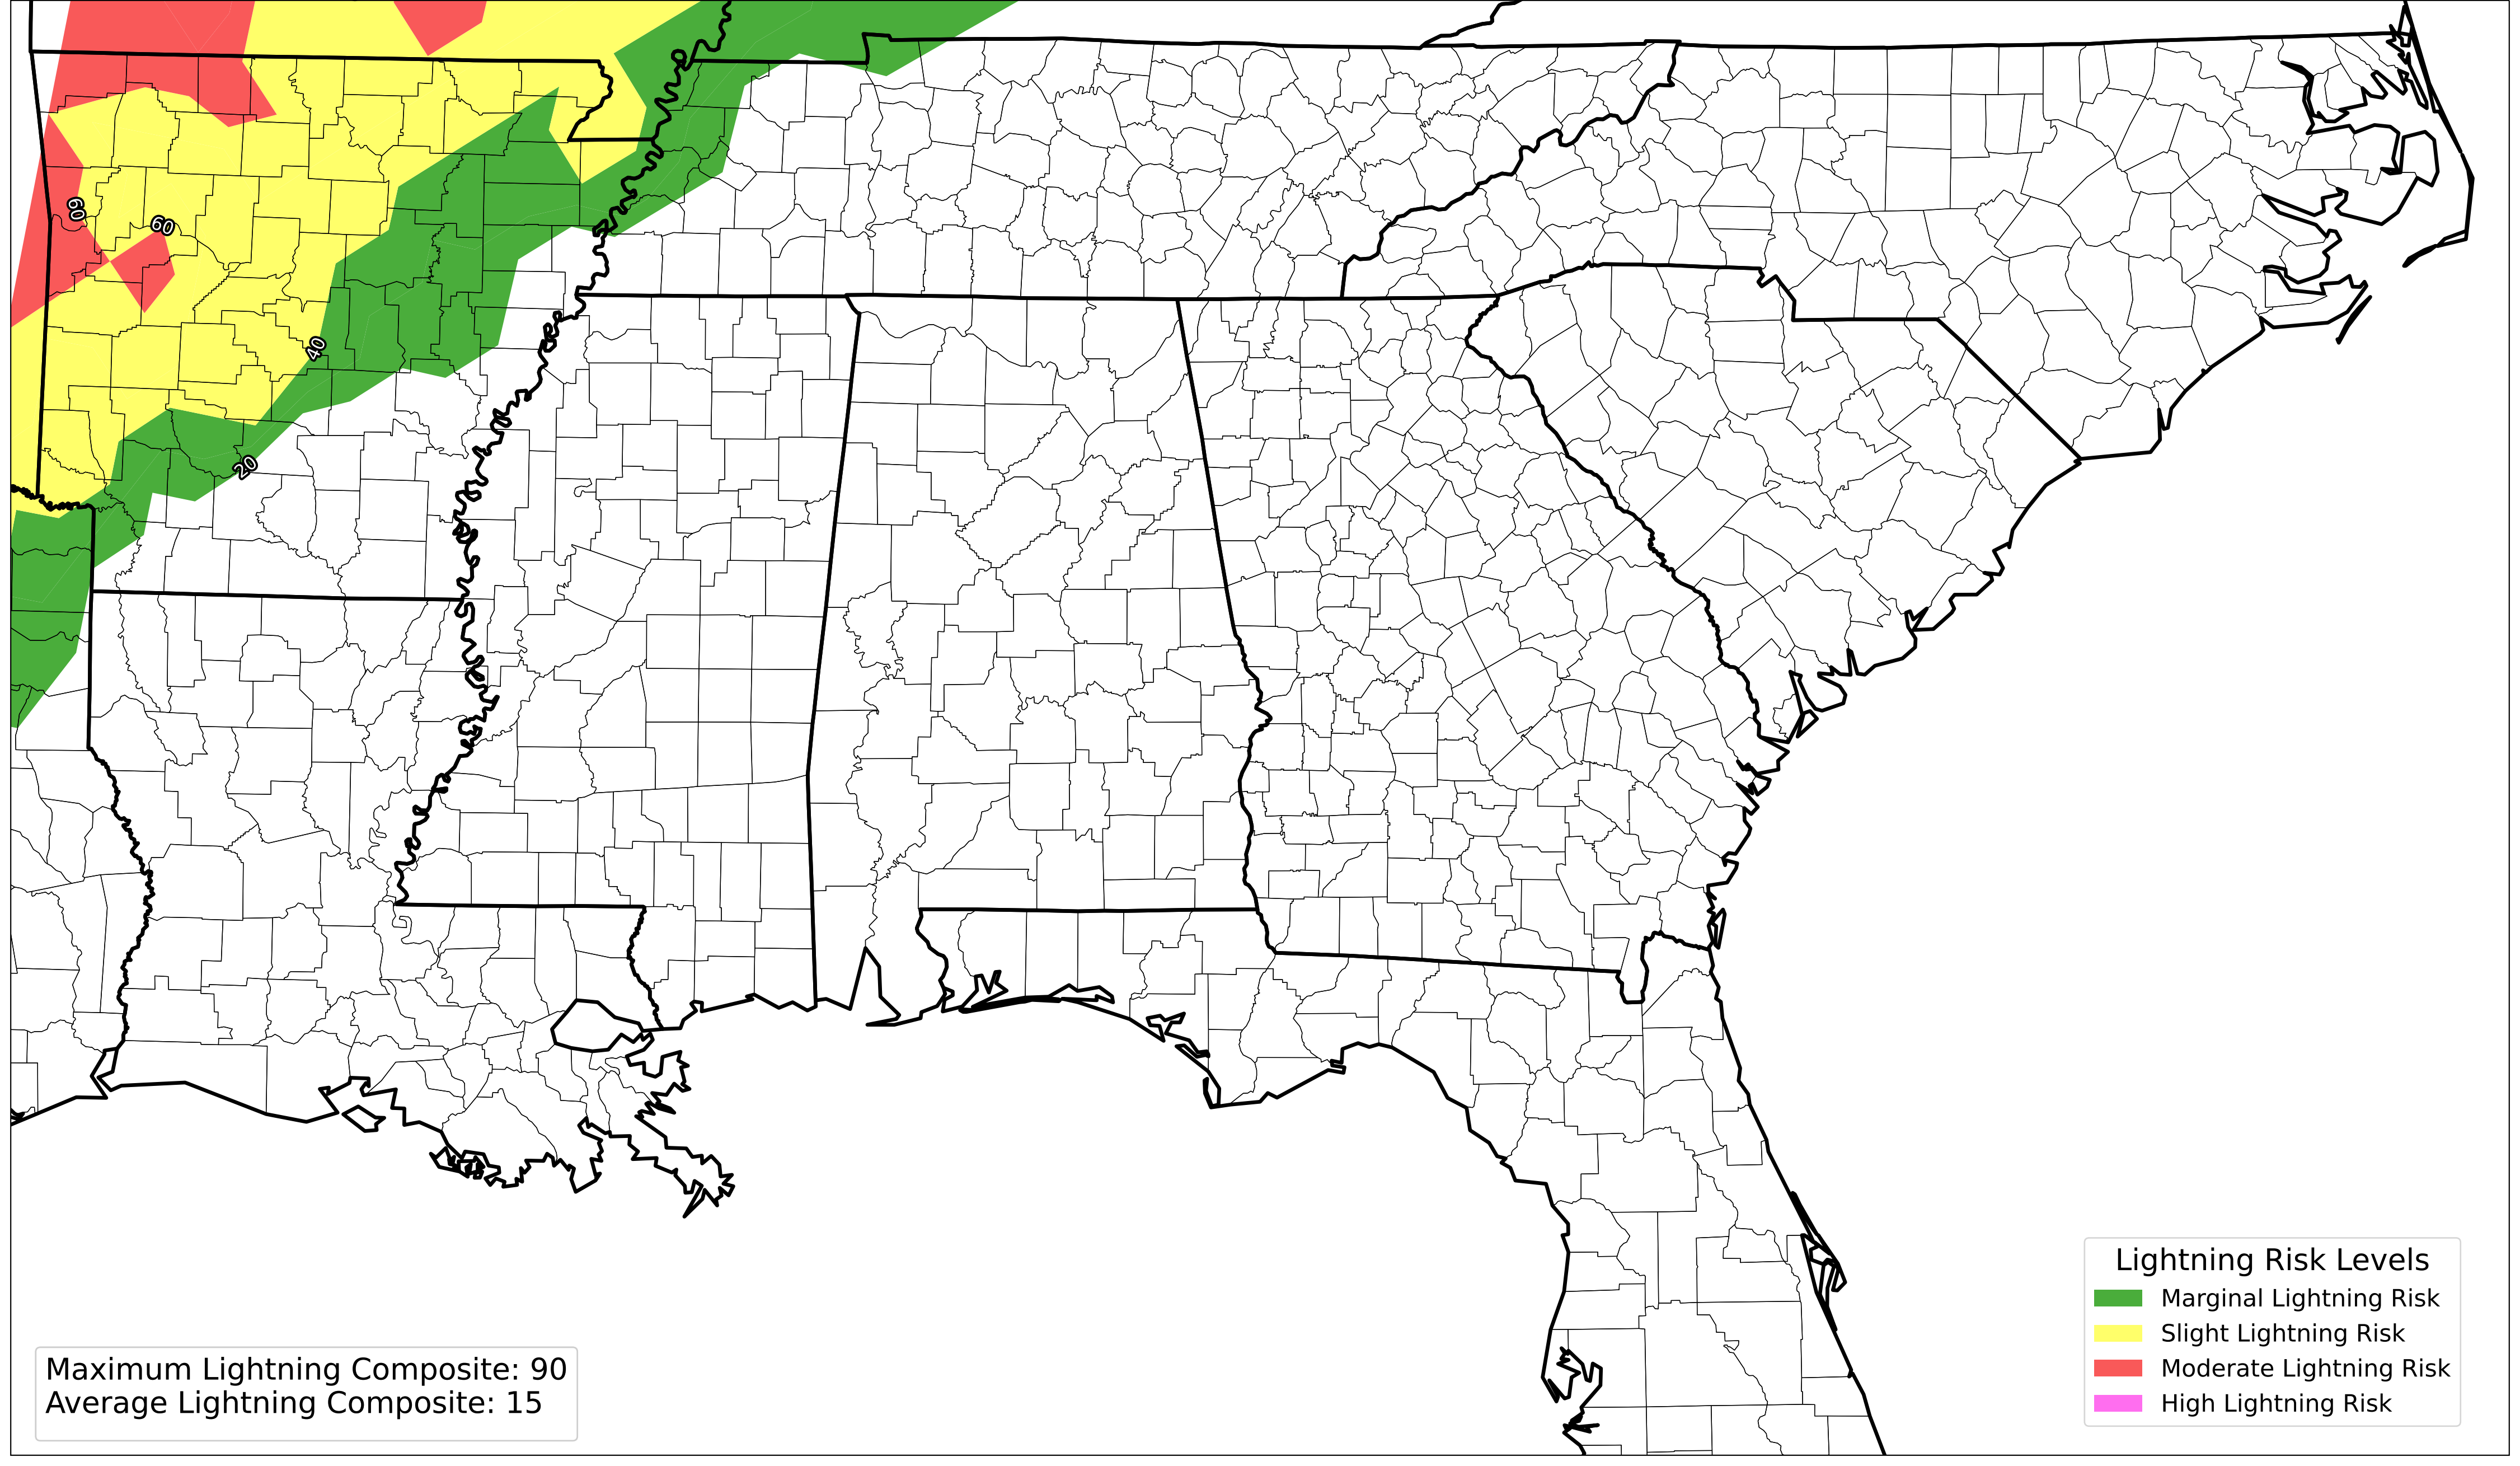 60
60
40
20
Lightning Risk Levels
Marginal Lightning Risk
Slight Lightning Risk
Moderate Lightning Risk
High Lightning Risk
Maximum Lightning Composite: 90
Average Lightning Composite: 15